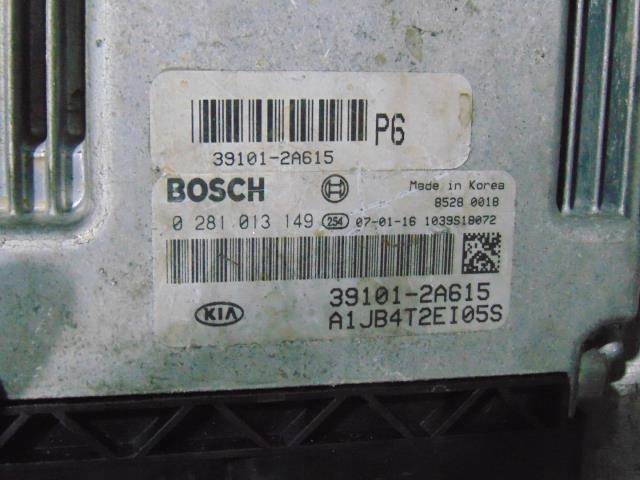 P6
39101-2A615
BOSCH
Made in Korea
8528 0018
0 281 013 149 254 07-01-16 1039S18072
39101-2A615
KIA
A1JB4T2EI05S